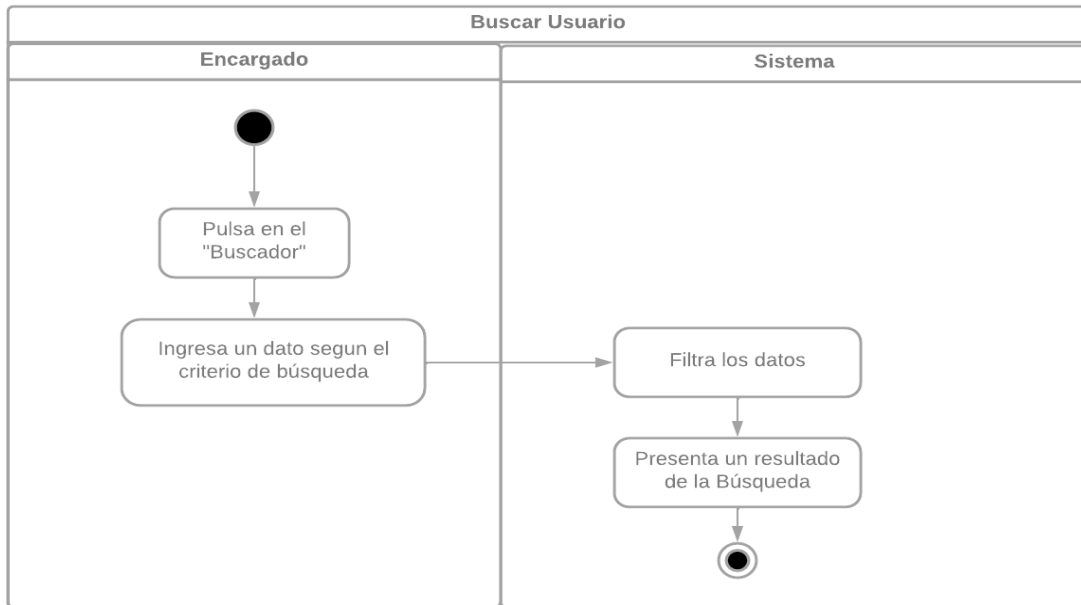 Buscar Usuario
Encargado
Sistema
Pulsa en el
"Buscador"
Ingresa un dato segun el
criterio de búsqueda
Filtra los datos
Presenta un resultado
de la Búsqueda